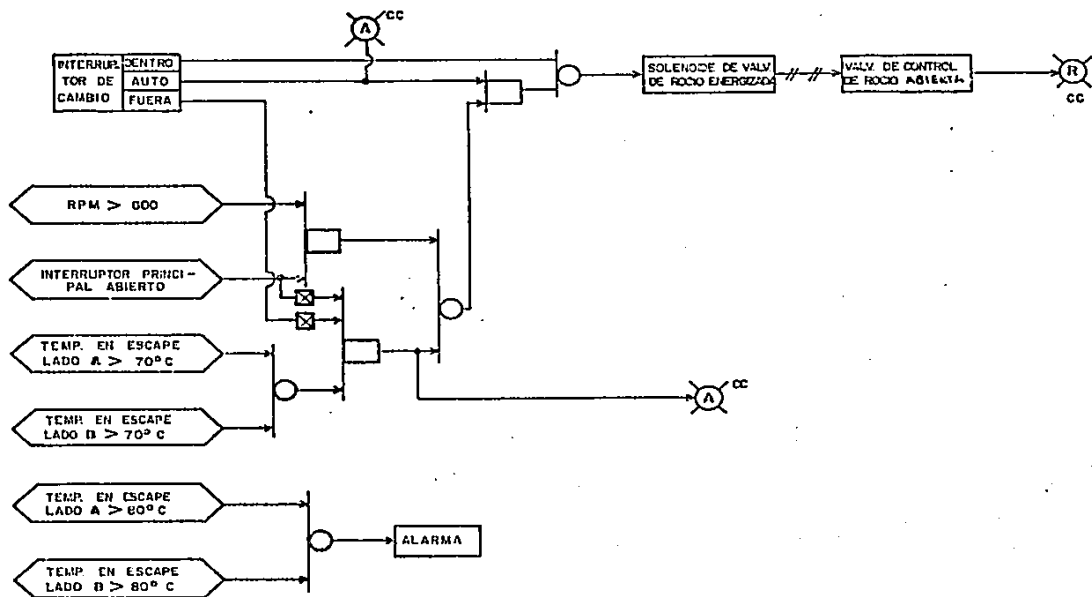 A CC
INTERRUP-
TOR DE
CAMBIO
DENTRO
AUTO
FUERA
SOLENOIDE DE VALV.
DE ROCIO ENERGIZADA
VALV. DE CONTROL
DE ROCIO ABIERTA
R
CC
RPM > 600
INTERRUPTOR PRINCI-
PAL ABIERTO
TEMP. EN ESCAPE
LADO A > 70° C
TEMP. EN ESCAPE
LADO B > 70° C
A CC
TEMP. EN ESCAPE
LADO A > 80° C
ALARMA
TEMP. EN ESCAPE
LADO B > 80° C